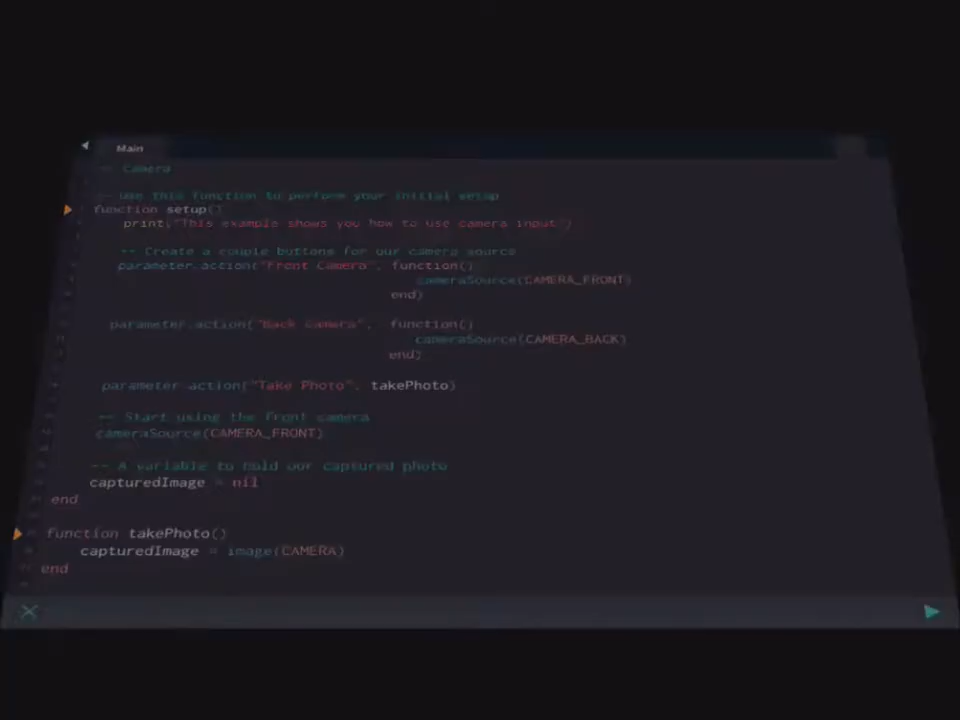 Main
-- Camera
-- Use this function to perform your initial setup
function setup()
print("This example shows you how to use camera input")
-- Create a couple buttons for our camera source
parameter.action("Front Camera", function()
cameraSource(CAMERA_FRONT)
end)
parameter.action("Back Camera", function()
cameraSource(CAMERA_BACK)
end)
parameter.action("Take Photo", takePhoto)
-- Start using the front camera
cameraSource(CAMERA_FRONT)
-- A variable to hold our captured photo
capturedImage = nil
end
function takePhoto()
capturedImage = image(CAMERA)
end